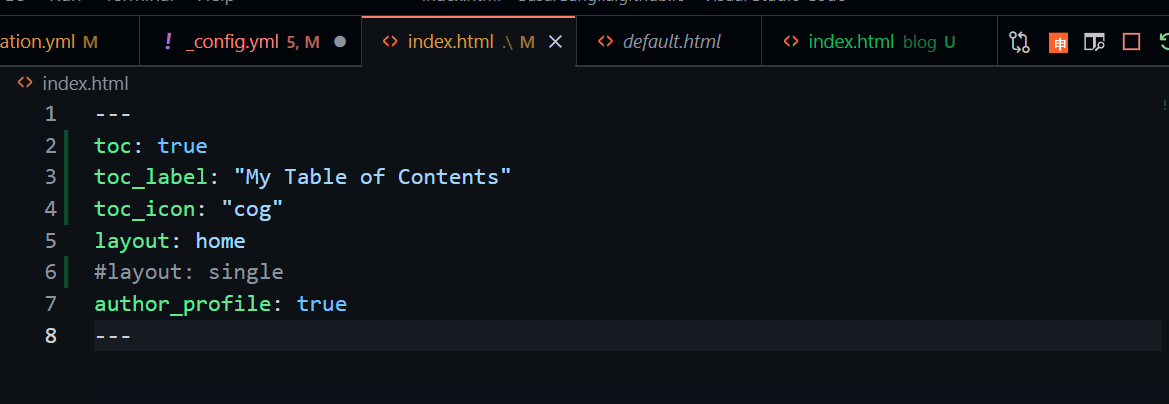 ation.yml M
! _config.yml 5, M
index.html .\ M
default.html
index.html blog U
index.html
1 ---
2 toc: true
3 toc_label: "My Table of Contents"
4 toc_icon: "cog"
5 layout: home
6 #layout: single
7 author_profile: true
8 ---